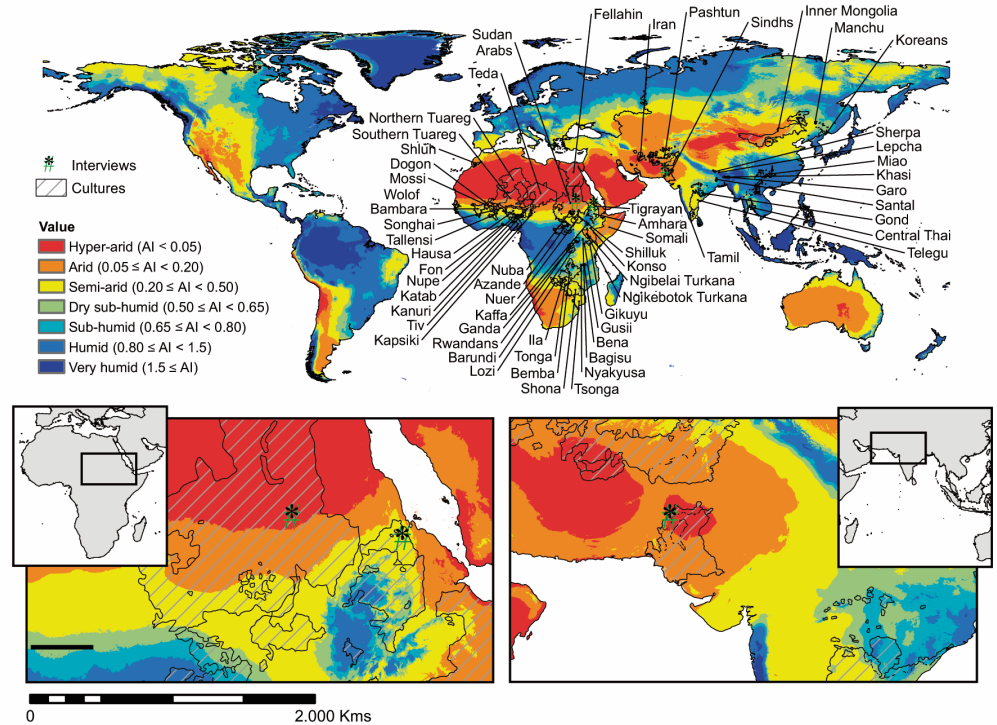 Fellahin
Pashtun
Inner Mongolia
Iran
Sindhs
Manchu
Sudan
Arabs
Koreans
Teda
Northern Tuareg
Southern Tuareg
Shluh
Dogon
Mossi
Wolof
Bambara
Songhai
Tallensi
Hausa
Fon
Nupe
Katab
Kanuri
Tiv
Kapsiki
Nuba
Azande
Nuer
Kaffa
Ganda
Rwandans
Barundi
Lozi
Ila
Tonga
Bemba
Shona
Tsonga
Nyakyusa
Bagisu
Bena
Gusii
Gikuyu
Ngikebotok Turkana
Ngibelai Turkana
Konso
Shilluk
Somali
Amhara
Tigrayan
Tamil
Sherpa
Lepcha
Miao
Khasi
Garo
Santal
Gond
Central Thai
Telegu
Interviews
Cultures
Value
Hyper-arid (AI < 0.05)
Arid (0.05 ≤ AI < 0.20)
Semi-arid (0.20 ≤ AI < 0.50)
Dry sub-humid (0.50 ≤ AI < 0.65)
Sub-humid (0.65 ≤ AI < 0.80)
Humid (0.80 ≤ AI < 1.5)
Very humid (1.5 ≤ AI)
0
2.000 Kms